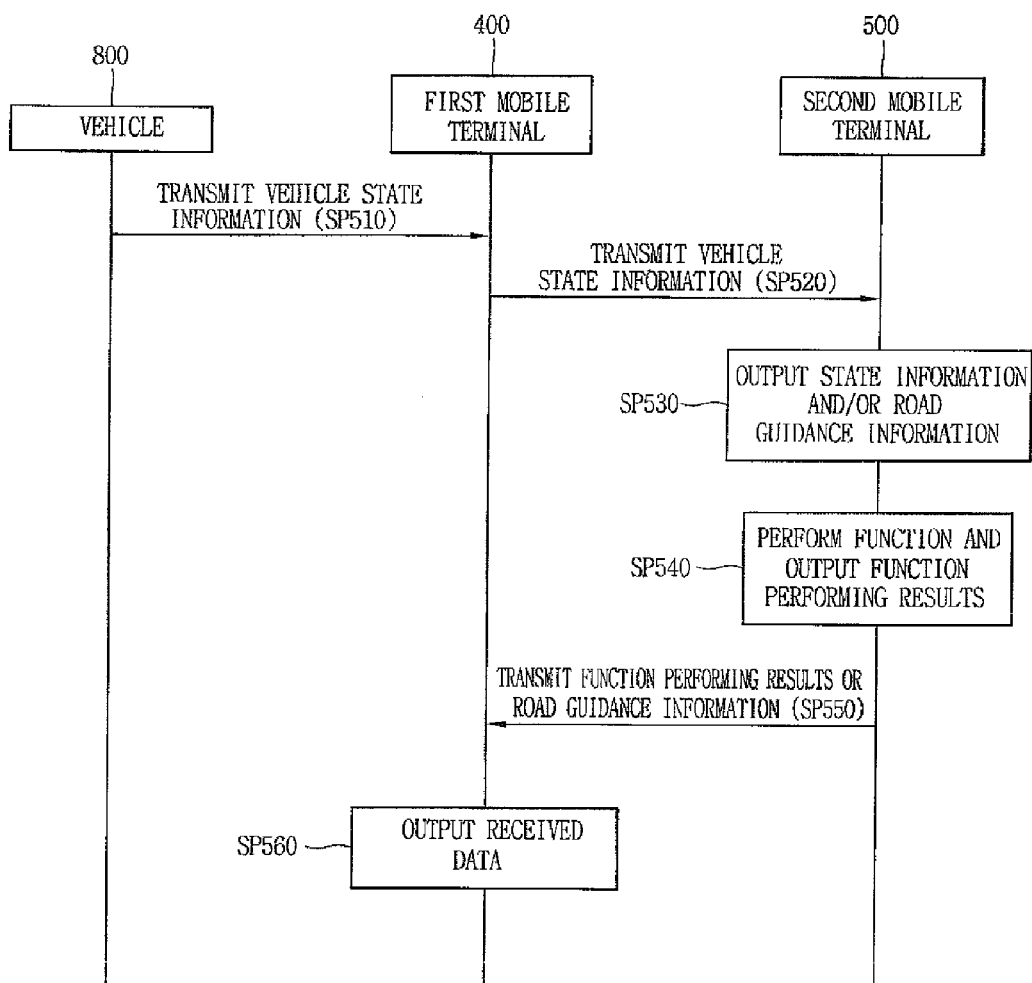 800
400
500
VEHICLE
FIRST MOBILE
TERMINAL
SECOND MOBILE
TERMINAL
TRANSMIT VEHICLE STATE
INFORMATION (SP510)
TRANSMIT VEHICLE
STATE INFORMATION (SP520)
SP530
OUTPUT STATE INFORMATION
AND/OR ROAD
GUIDANCE INFORMATION
SP540
PERFORM FUNCTION AND
OUTPUT FUNCTION
PERFORMING RESULTS
TRANSMIT FUNCTION PERFORMING RESULTS OR
ROAD GUIDANCE INFORMATION (SP550)
SP560
OUTPUT RECEIVED
DATA